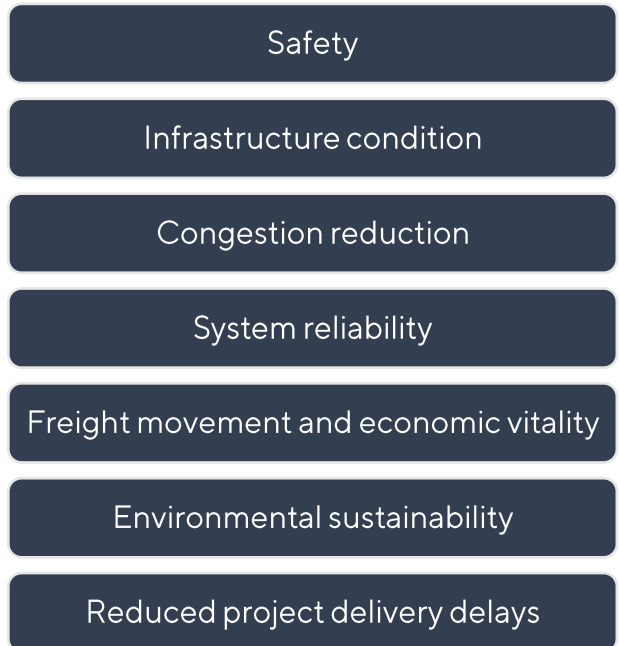 Safety
Infrastructure condition
Congestion reduction
System reliability
Freight movement and economic vitality
Environmental sustainability
Reduced project delivery delays